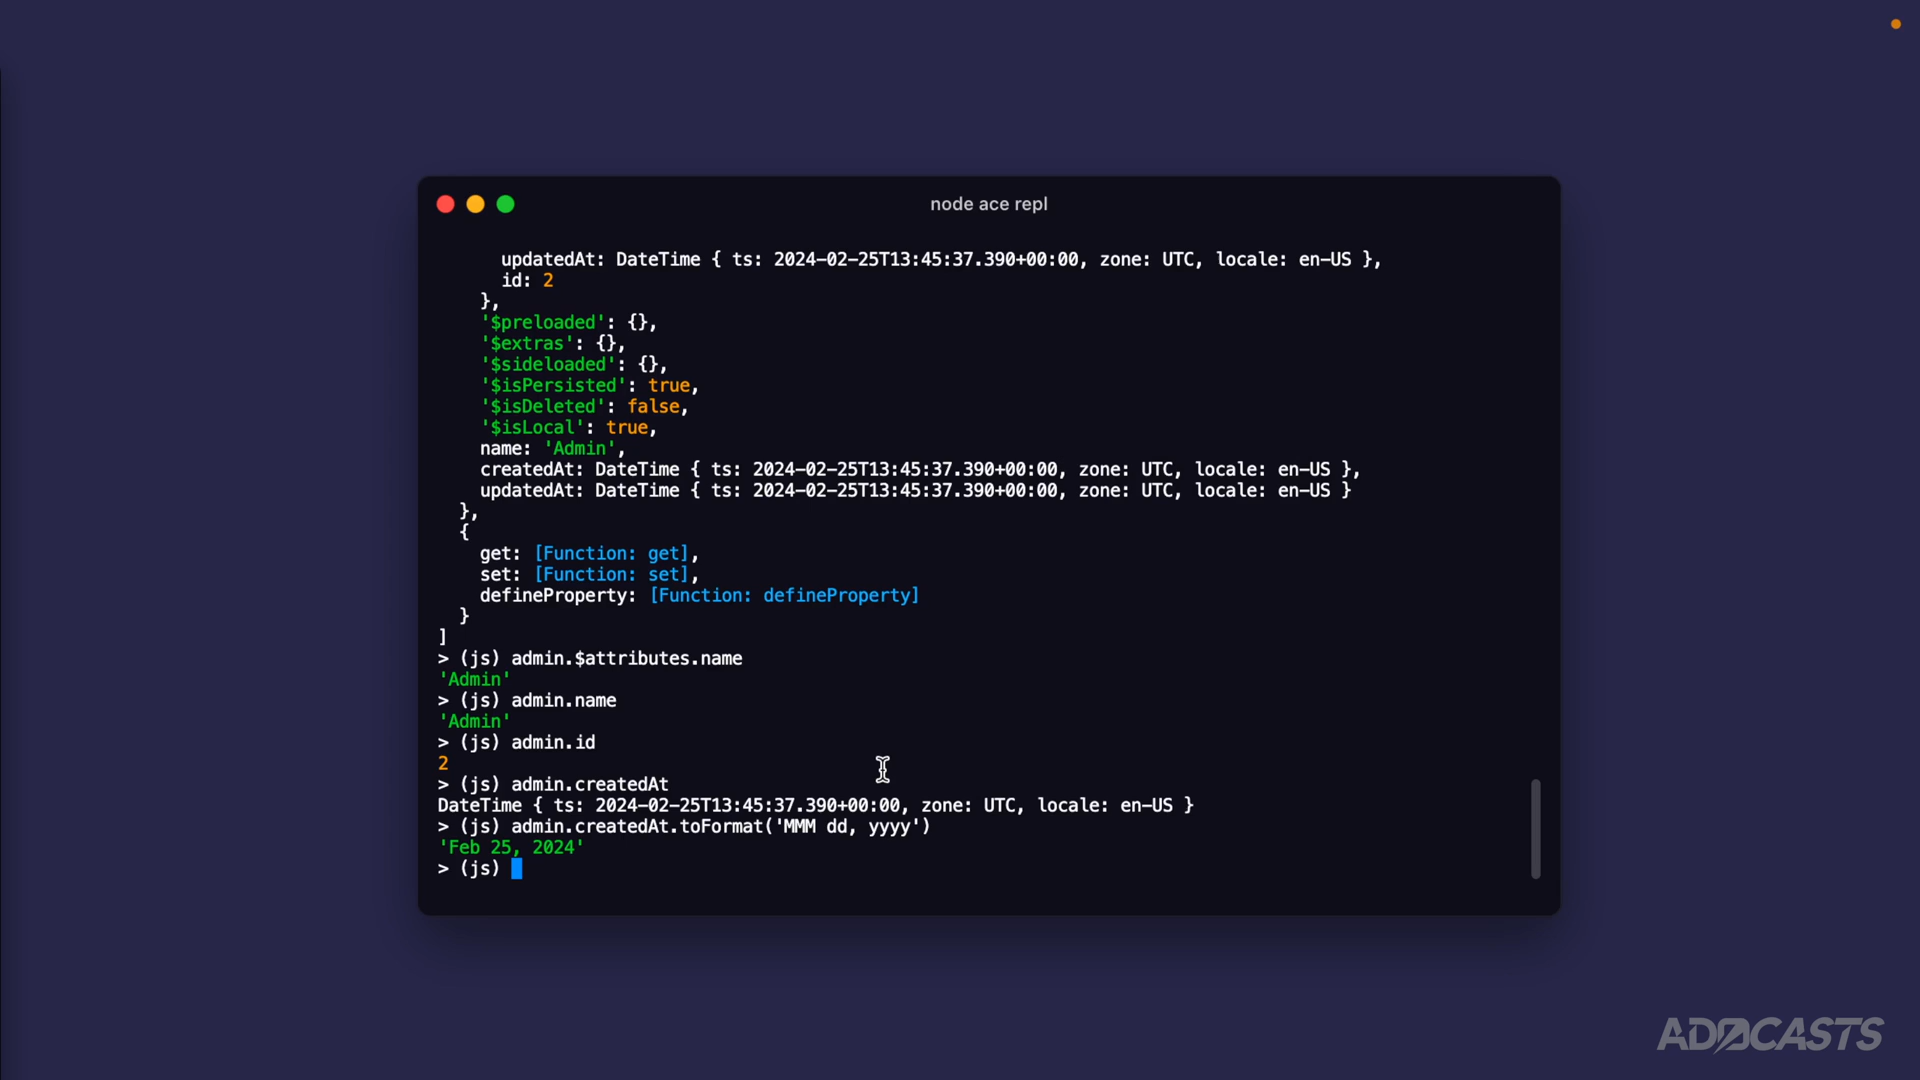 node ace repl
updatedAt: DateTime { ts: 2024-02-25T13:45:37.390+00:00, zone: UTC, locale: en-US },
id: 2
},
'$preloaded': {},
'$extras': {},
'$sideloaded': {},
'$isPersisted': true,
'$isDeleted': false,
'$isLocal': true,
name: 'Admin',
createdAt: DateTime { ts: 2024-02-25T13:45:37.390+00:00, zone: UTC, locale: en-US },
updatedAt: DateTime { ts: 2024-02-25T13:45:37.390+00:00, zone: UTC, locale: en-US }
},
{
get: [Function: get],
set: [Function: set],
defineProperty: [Function: defineProperty]
}
]
> (js) admin.$attributes.name
'Admin'
> (js) admin.name
'Admin'
> (js) admin.id
2
> (js) admin.createdAt
DateTime { ts: 2024-02-25T13:45:37.390+00:00, zone: UTC, locale: en-US }
> (js) admin.createdAt.toFormat('MMM dd, yyyy')
'Feb 25, 2024'
> (js)
ADOCASTS